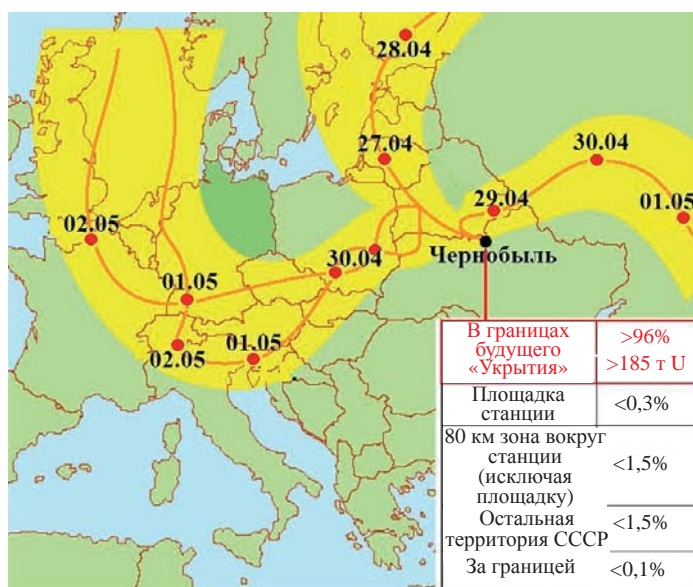 28.04
27.04
30.04
29.04
01.05
02.05
Чернобыль
30.04
01.05
02.05
01.05
В границах
будущего
«Укрытия»
>96%
>185 т U
Площадка
станции
<0,3%
80 км зона вокруг
станции
(исключая
площадку)
<1,5%
Остальная
территория СССР
<1,5%
За границей
<0,1%